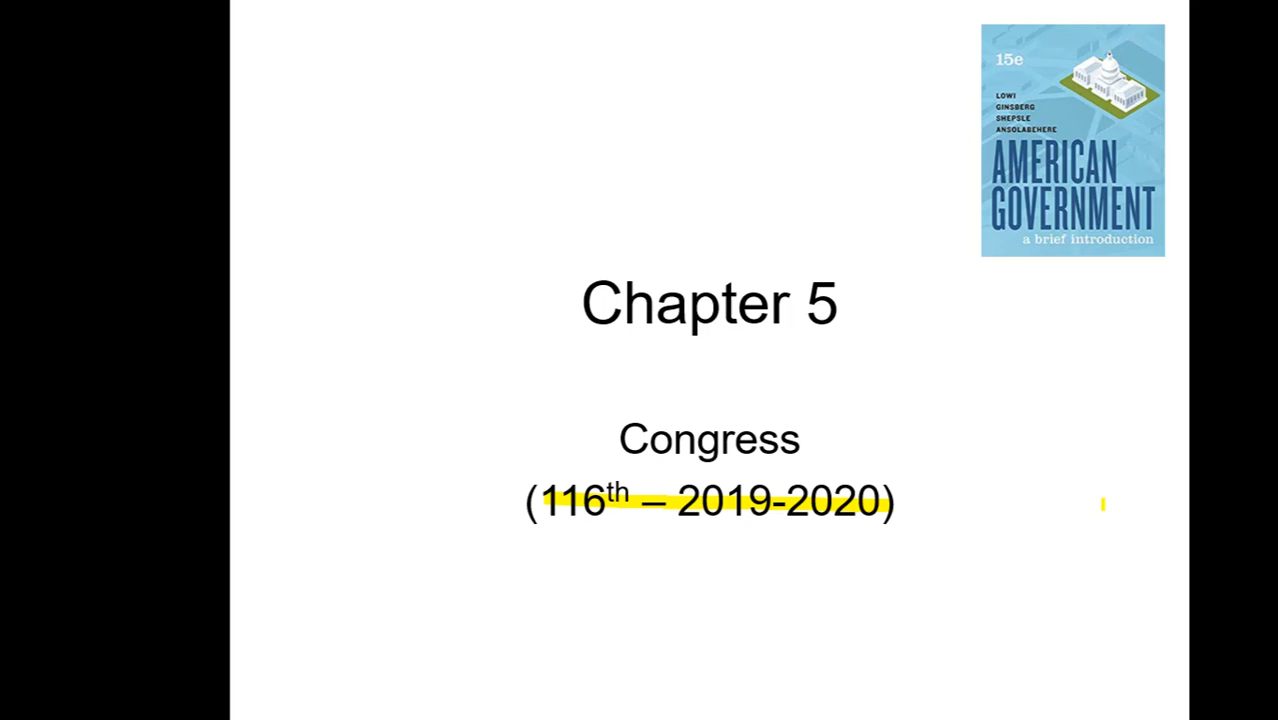 15e
LOWI
GINSBERG
SHEPSLE
ANSOLABEHERE
AMERICAN
GOVERNMENT
a brief introduction
Chapter 5
Congress
(116th – 2019-2020)